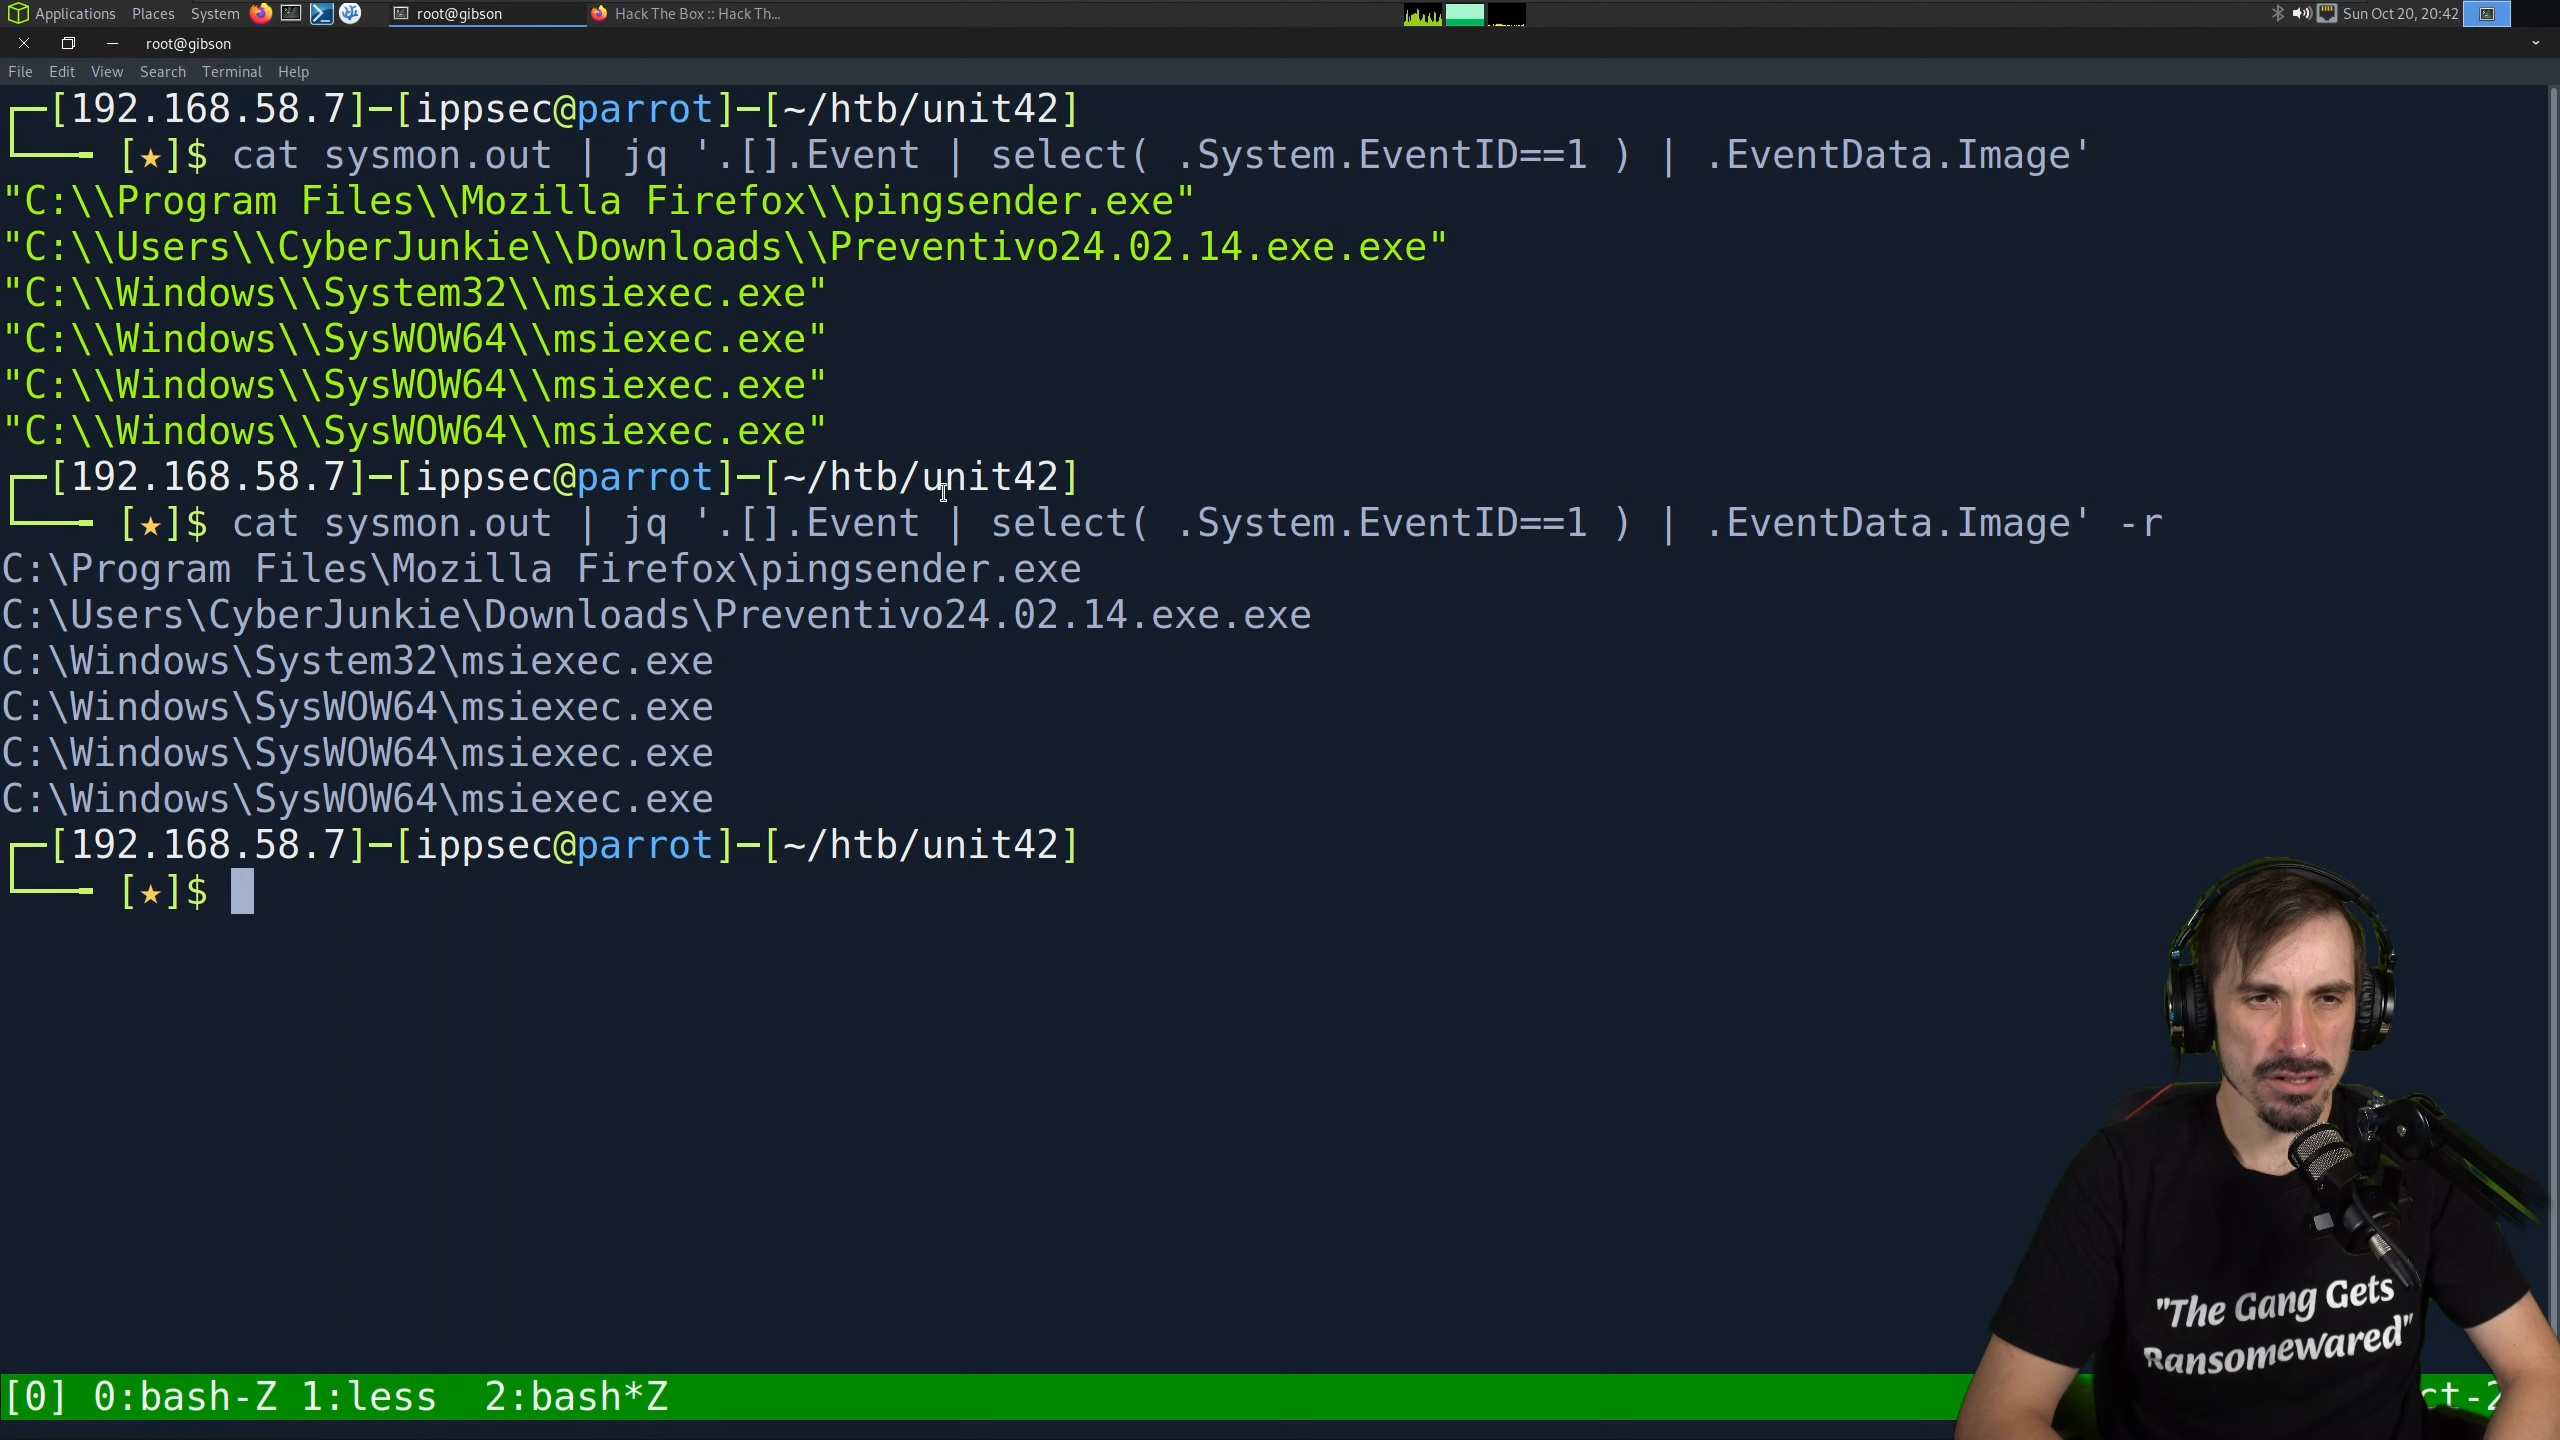 Applications Places System root@gibson Hack The Box :: Hack Th... Sun Oct 20, 20:42
root@gibson
File Edit View Search Terminal Help
┌─[192.168.58.7]─[ippsec@parrot]─[~/htb/unit42]
└──╼ [★]$ cat sysmon.out | jq '.[].Event | select( .System.EventID==1 ) | .EventData.Image'
"C:\\Program Files\\Mozilla Firefox\\pingsender.exe"
"C:\\Users\\CyberJunkie\\Downloads\\Preventivo24.02.14.exe.exe"
"C:\\Windows\\System32\\msiexec.exe"
"C:\\Windows\\SysWOW64\\msiexec.exe"
"C:\\Windows\\SysWOW64\\msiexec.exe"
"C:\\Windows\\SysWOW64\\msiexec.exe"
┌─[192.168.58.7]─[ippsec@parrot]─[~/htb/unit42]
└──╼ [★]$ cat sysmon.out | jq '.[].Event | select( .System.EventID==1 ) | .EventData.Image' -r
C:\Program Files\Mozilla Firefox\pingsender.exe
C:\Users\CyberJunkie\Downloads\Preventivo24.02.14.exe.exe
C:\Windows\System32\msiexec.exe
C:\Windows\SysWOW64\msiexec.exe
C:\Windows\SysWOW64\msiexec.exe
C:\Windows\SysWOW64\msiexec.exe
┌─[192.168.58.7]─[ippsec@parrot]─[~/htb/unit42]
└──╼ [★]$
"The Gang Gets
Ransomewared"
[0] 0:bash-Z 1:less 2:bash*Z